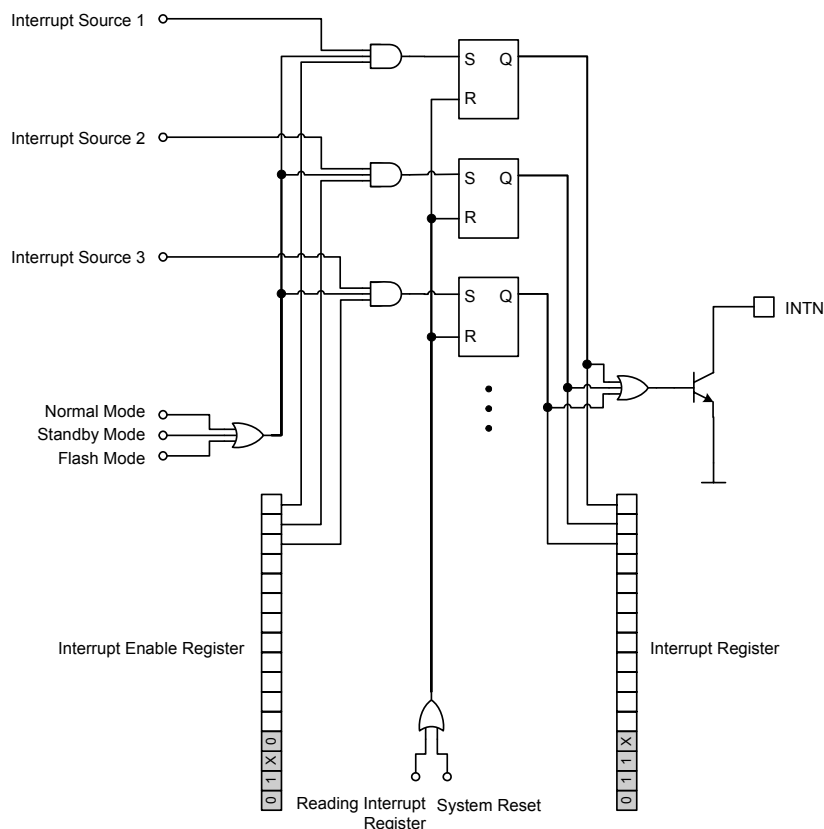 Interrupt Source 1
S Q
R
Interrupt Source 2
S Q
R
Interrupt Source 3
S Q
R
INTN
Normal Mode
Standby Mode
Flash Mode
Interrupt Enable Register
Interrupt Register
0 1 X 0
0 1 1 X
Reading Interrupt
Register
System Reset